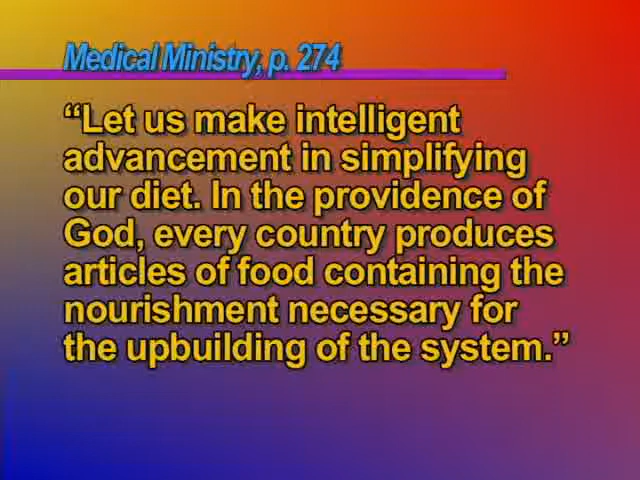 Medical Ministry, p. 274
“Let us make intelligent
advancement in simplifying
our diet. In the providence of
God, every country produces
articles of food containing the
nourishment necessary for
the upbuilding of the system.”